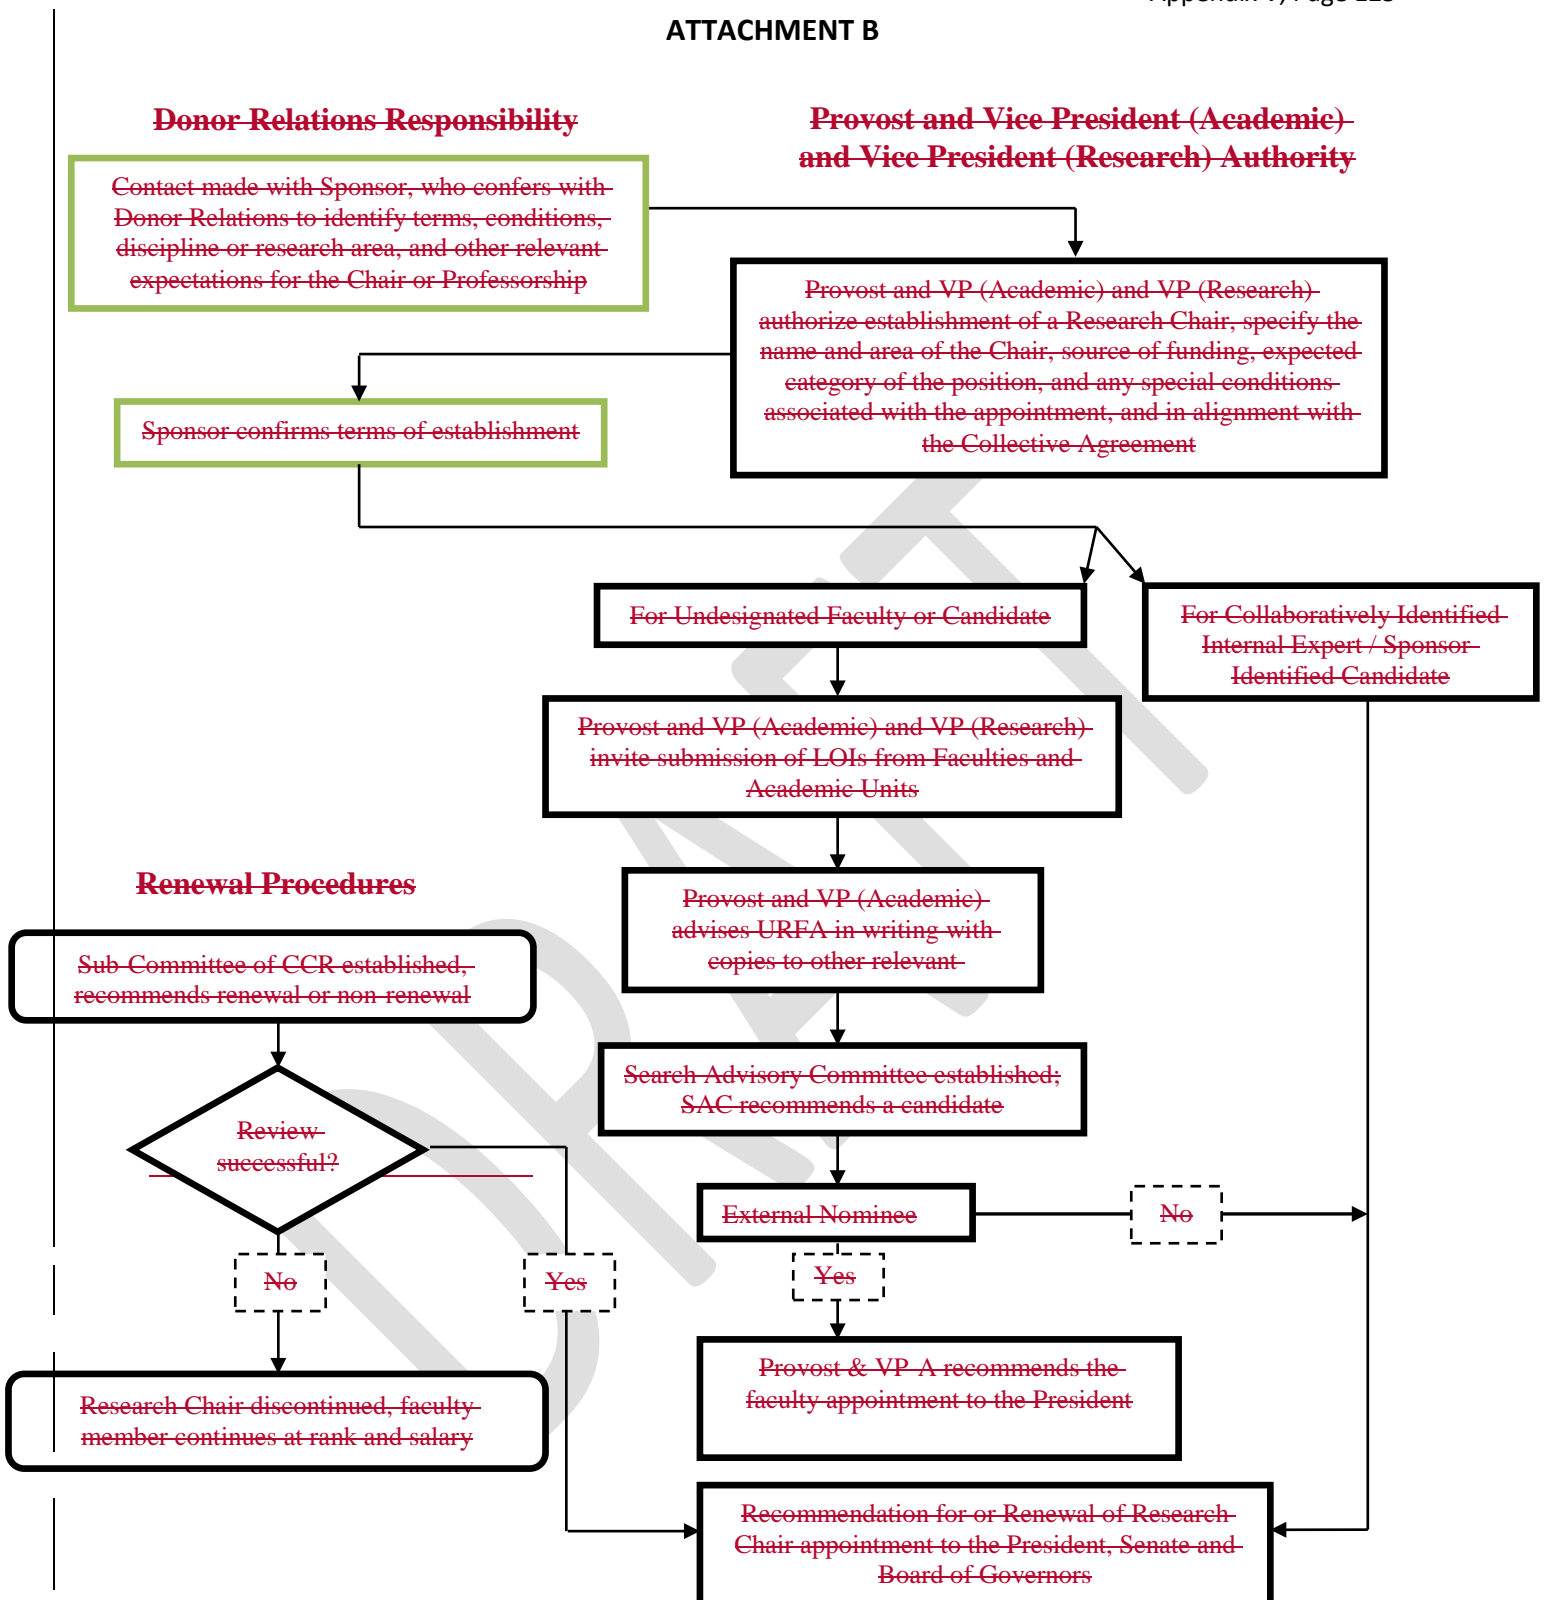 ATTACHMENT B
Donor Relations Responsibility
Provost and Vice President (Academic)
and Vice President (Research) Authority
Contact made with Sponsor, who confers with
Donor Relations to identify terms, conditions,
discipline or research area, and other relevant
expectations for the Chair or Professorship
Provost and VP (Academic) and VP (Research)
authorize establishment of a Research Chair, specify the
name and area of the Chair, source of funding, expected
category of the position, and any special conditions
associated with the appointment, and in alignment with
the Collective Agreement
Sponsor confirms terms of establishment
For Undesignated Faculty or Candidate
For Collaboratively Identified
Internal Expert / Sponsor
Identified Candidate
Provost and VP (Academic) and VP (Research)
invite submission of LOIs from Faculties and
Academic Units
Provost and VP (Academic)
advises URFA in writing with
copies to other relevant
Renewal Procedures
Sub-Committee of CCR established,
recommends renewal or non-renewal
Search Advisory Committee established;
SAC recommends a candidate
Review
successful?
External Nominee
No
Yes
No
Yes
Provost & VP-A recommends the
faculty appointment to the President
Research Chair discontinued, faculty
member continues at rank and salary
Recommendation for or Renewal of Research
Chair appointment to the President, Senate and
Board of Governors
DRAFT